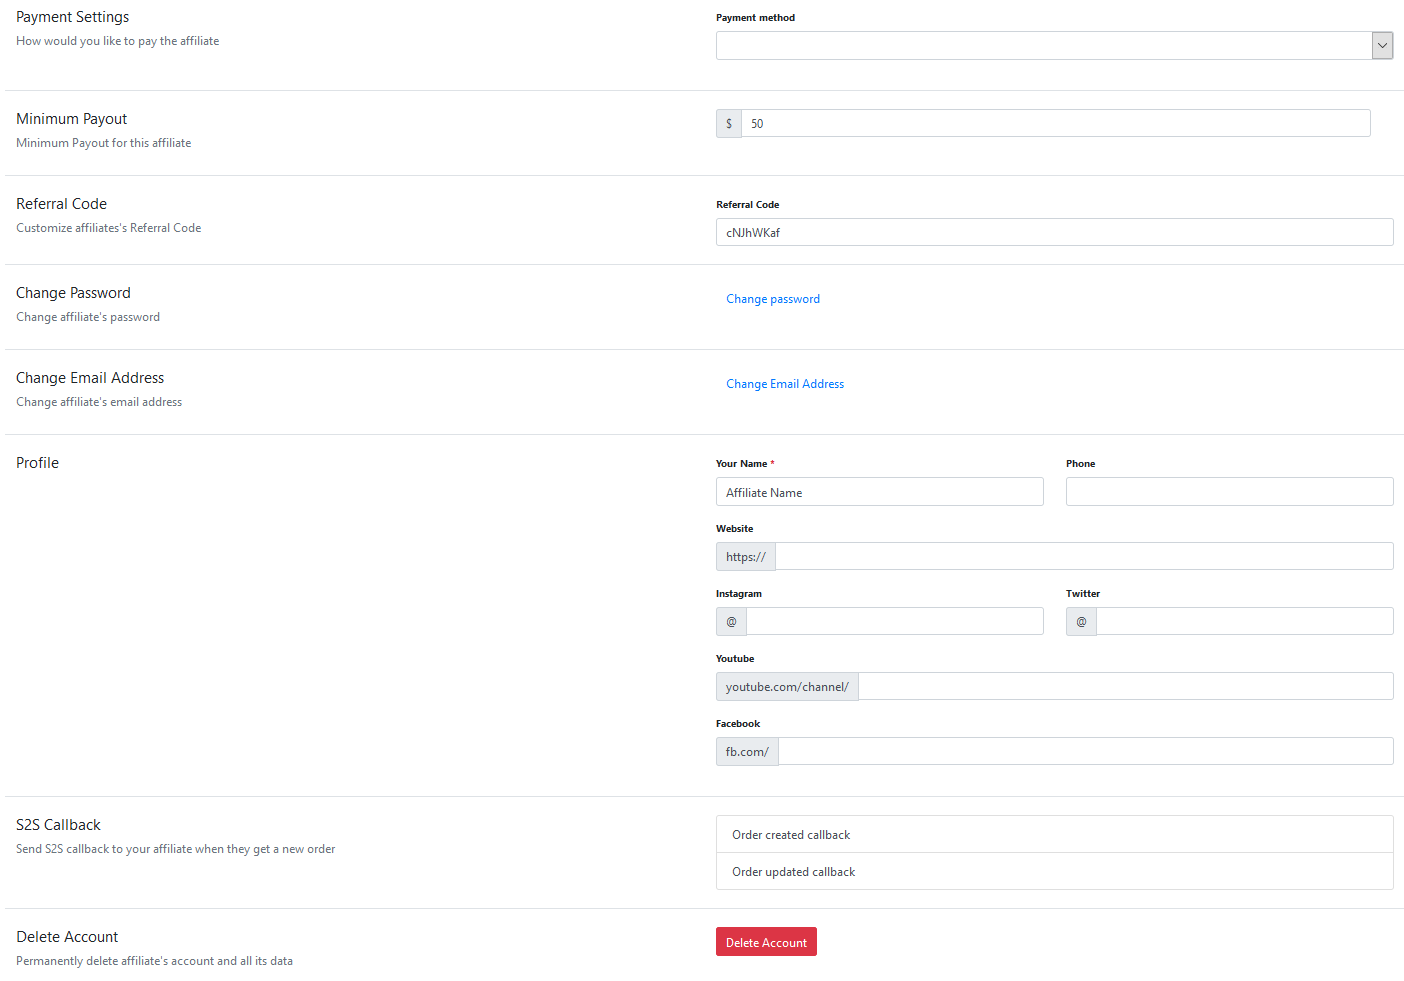 Payment Settings
How would you like to pay the affiliate
Payment method
Minimum Payout
Minimum Payout for this affiliate
$ 50
Referral Code
Customize affiliates's Referral Code
Referral Code
cNJhWKaf
Change Password
Change affiliate's password
Change password
Change Email Address
Change affiliate's email address
Change Email Address
Profile
Your Name * Phone
Affiliate Name
Website
https://
Instagram Twitter
@ @
Youtube
youtube.com/channel/
Facebook
fb.com/
S2S Callback
Send S2S callback to your affiliate when they get a new order
Order created callback
Order updated callback
Delete Account
Permanently delete affiliate's account and all its data
Delete Account